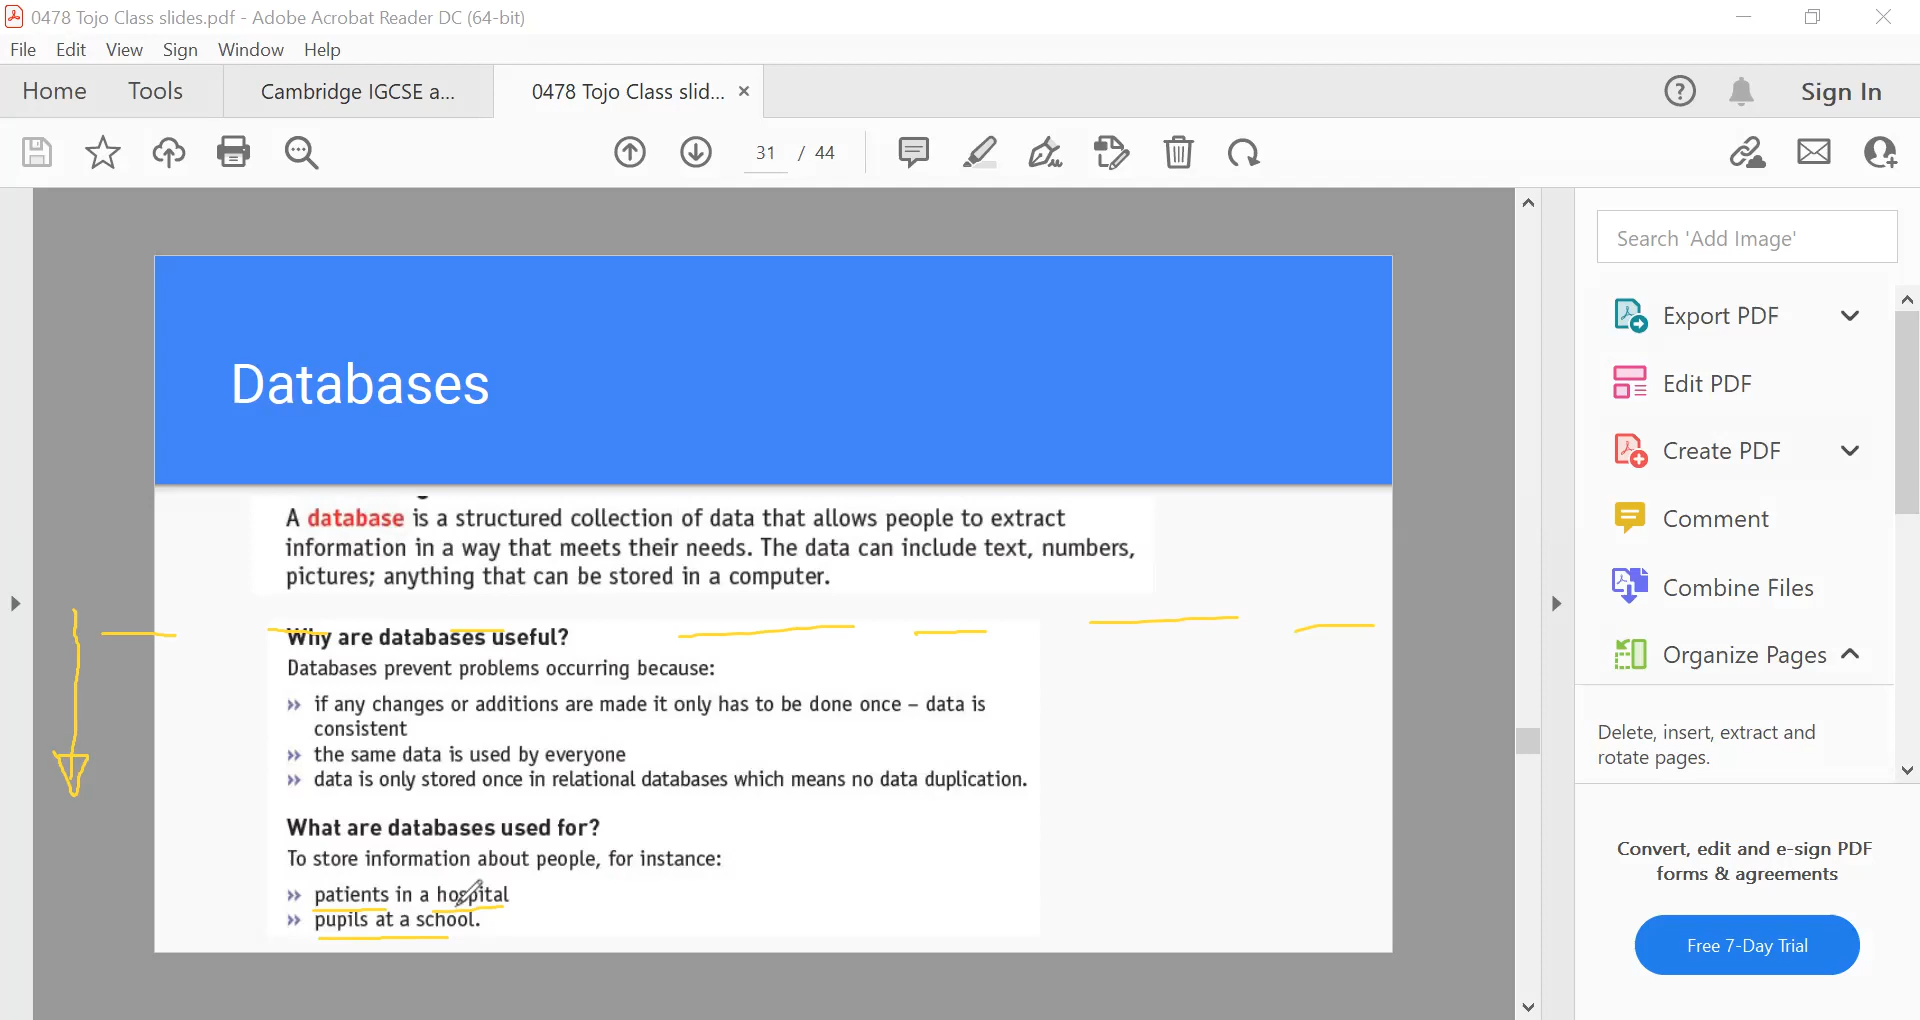 0478 Tojo Class slides.pdf - Adobe Acrobat Reader DC (64-bit)
File Edit View Sign Window Help
Home Tools Cambridge IGCSE a... 0478 Tojo Class slid... Sign In
31 / 44
Search 'Add Image'
Databases
A database is a structured collection of data that allows people to extract
information in a way that meets their needs. The data can include text, numbers,
pictures; anything that can be stored in a computer.
Why are databases useful?
Databases prevent problems occurring because:
» if any changes or additions are made it only has to be done once – data is
consistent
» the same data is used by everyone
» data is only stored once in relational databases which means no data duplication.
What are databases used for?
To store information about people, for instance:
» patients in a hospital
» pupils at a school.
Export PDF
Edit PDF
Create PDF
Comment
Combine Files
Organize Pages
Delete, insert, extract and
rotate pages.
Convert, edit and e-sign PDF
forms & agreements
Free 7-Day Trial